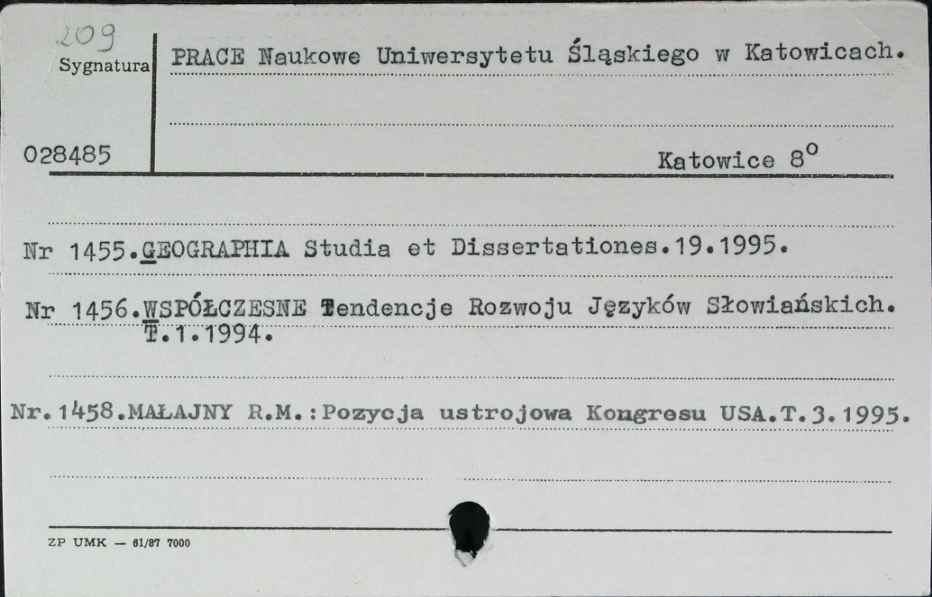 209
Sygnatura
PRACE Naukowe Uniwersytetu Śląskiego w Katowicach.
028485
Katowice 8º
Nr 1455.GEOGRAPHIA Studia et Dissertationes.19.1995.
Nr 1456.WSPÓŁCZESNE Tendencje Rozwoju Języków Słowiańskich.
T.1.1994.
Nr.1458.MAŁAJNY R.M.:Pozycja ustrojowa Kongresu USA.T.3.1995.
ZP UMK — 61/87 7000